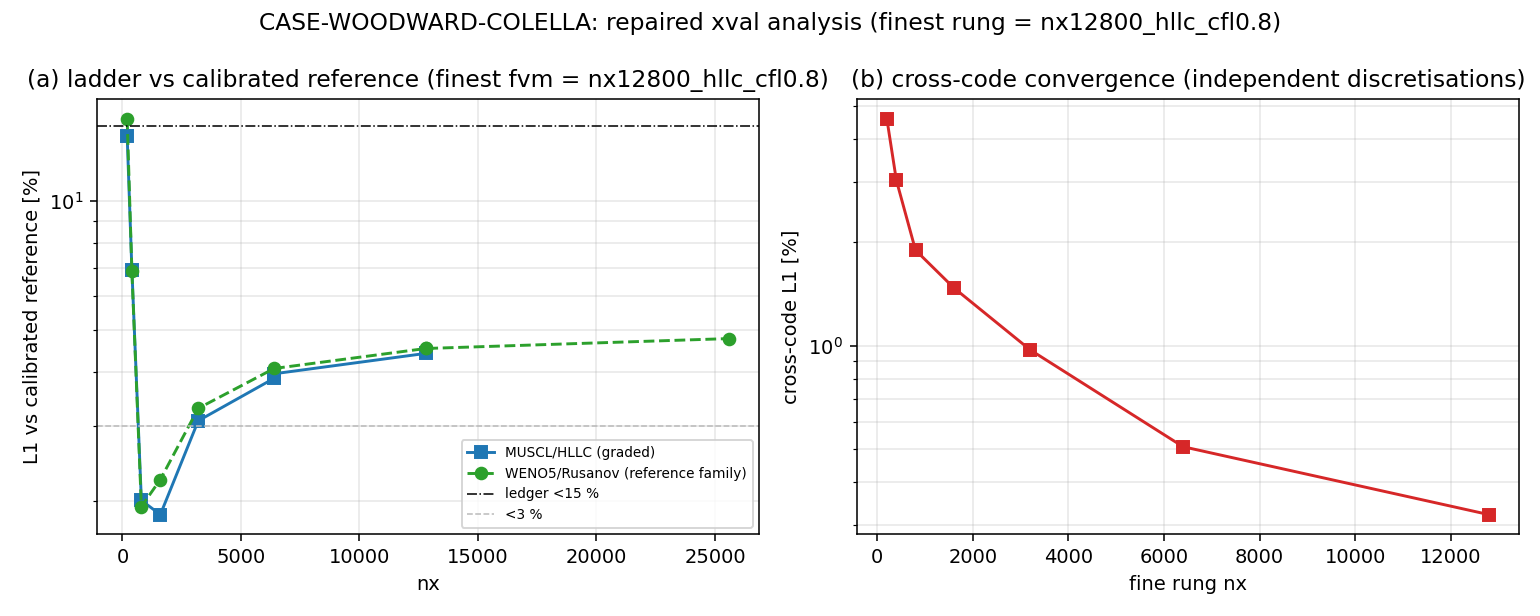 CASE-WOODWARD-COLELLA: repaired xval analysis (finest rung = nx12800_hllc_cfl0.8)
(a) ladder vs calibrated reference (finest fvm = nx12800_hllc_cfl0.8)
L1 vs calibrated reference [%]
10¹
MUSCL/HLLC (graded)
WENO5/Rusanov (reference family)
ledger <15 %
<3 %
0 5000 10000 15000 20000 25000
nx
(b) cross-code convergence (independent discretisations)
cross-code L1 [%]
10⁰
0 2000 4000 6000 8000 10000 12000
fine rung nx